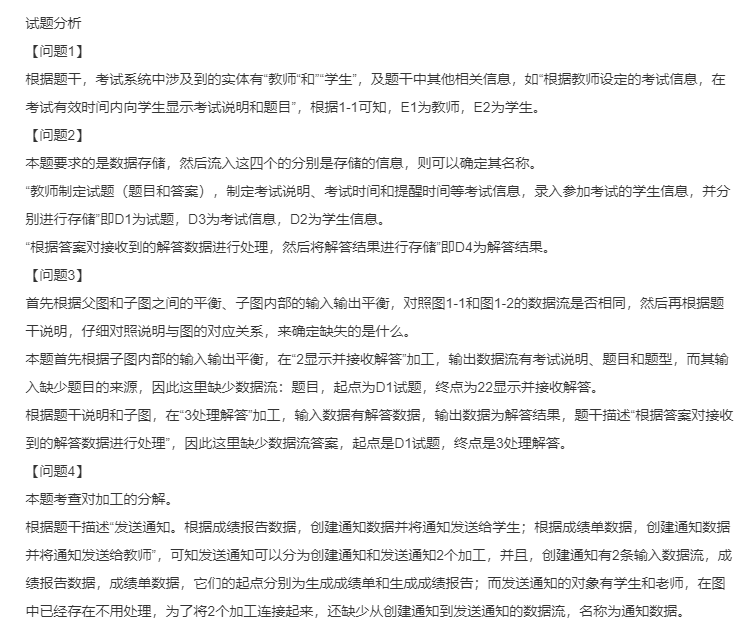 试题分析
【问题1】
根据题干，考试系统中涉及到的实体有“教师“和”“学生”，及题干中其他相关信息，如“根据教师设定的考试信息，在
考试有效时间内向学生显示考试说明和题目”，根据1-1可知，E1为教师，E2为学生。
【问题2】
本题要求的是数据存储，然后流入这四个的分别是存储的信息，则可以确定其名称。
“教师制定试题（题目和答案），制定考试说明、考试时间和提醒时间等考试信息，录入参加考试的学生信息，并分
别进行存储”即D1为试题，D3为考试信息，D2为学生信息。
“根据答案对接收到的解答数据进行处理，然后将解答结果进行存储”即D4为解答结果。
【问题3】
首先根据父图和子图之间的平衡、子图内部的输入输出平衡，对照图1-1和图1-2的数据流是否相同，然后再根据题
干说明，仔细对照说明与图的对应关系，来确定缺失的是什么。
本题首先根据子图内部的输入输出平衡，在“2显示并接收解答”加工，输出数据流有考试说明、题目和题型，而其输
入缺少题目的来源，因此这里缺少数据流：题目，起点为D1试题，终点为22显示并接收解答。
根据题干说明和子图，在“3处理解答”加工，输入数据有解答数据，输出数据为解答结果，题干描述“根据答案对接收
到的解答数据进行处理”，因此这里缺少数据流答案，起点是D1试题，终点是3处理解答。
【问题4】
本题考查对加工的分解。
根据题干描述“发送通知。根据成绩报告数据，创建通知数据并将通知发送给学生；根据成绩单数据，创建通知数据
并将通知发送给教师”，可知发送通知可以分为创建通知和发送通知2个加工，并且，创建通知有2条输入数据流，成
绩报告数据，成绩单数据，它们的起点分别为生成成绩单和生成成绩报告；而发送通知的对象有学生和老师，在图
中已经存在不用处理，为了将2个加工连接起来，还缺少从创建通知到发送通知的数据流，名称为通知数据。